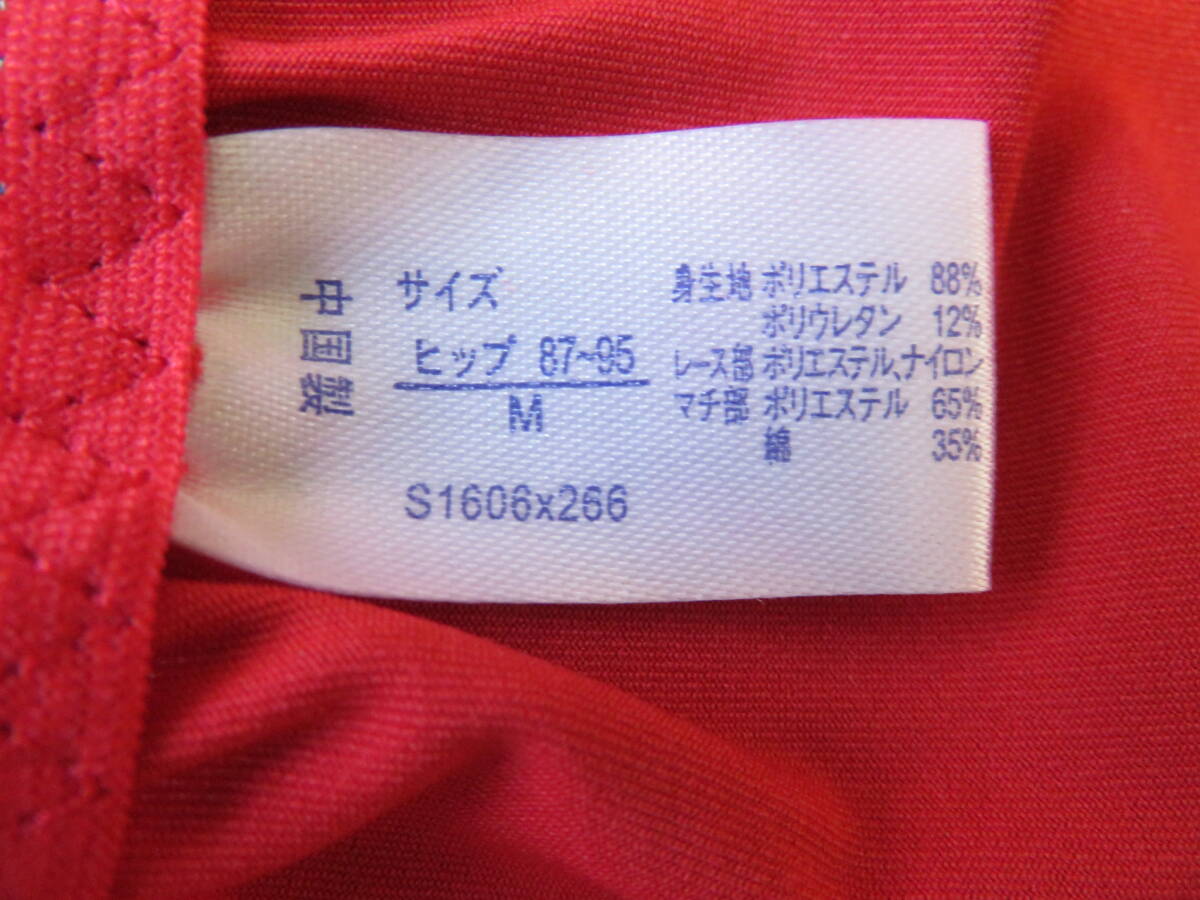 サイズ
ヒップ 87~95
M
S1606x266
身生地 ポリエステル 88%
ポリウレタン 12%
レース部 ポリエステル、ナイロン
マチ部 ポリエステル 65%
綿 35%
中国製